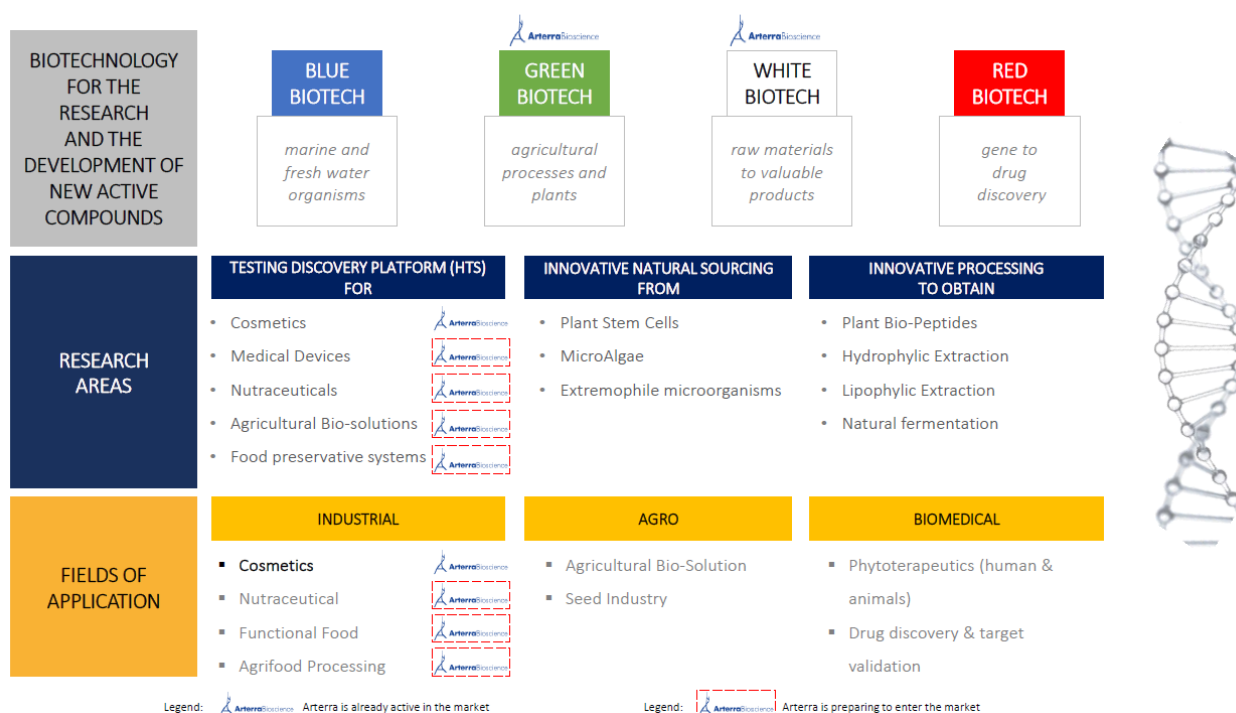 ArterraBioscience
ArterraBioscience
BIOTECHNOLOGY
FOR THE
RESEARCH
AND THE
DEVELOPMENT OF
NEW ACTIVE
COMPOUNDS
BLUE
BIOTECH
marine and
fresh water
organisms
GREEN
BIOTECH
agricultural
processes and
plants
WHITE
BIOTECH
raw materials
to valuable
products
RED
BIOTECH
gene to
drug
discovery
RESEARCH
AREAS
TESTING DISCOVERY PLATFORM (HTS)
FOR
• Cosmetics ArterraBioscience
• Medical Devices ArterraBioscience
• Nutraceuticals ArterraBioscience
• Agricultural Bio-solutions ArterraBioscience
• Food preservative systems ArterraBioscience
INNOVATIVE NATURAL SOURCING
FROM
• Plant Stem Cells
• MicroAlgae
• Extremophile microorganisms
INNOVATIVE PROCESSING
TO OBTAIN
• Plant Bio-Peptides
• Hydrophylic Extraction
• Lipophylic Extraction
• Natural fermentation
FIELDS OF
APPLICATION
INDUSTRIAL
▪ Cosmetics ArterraBioscience
▪ Nutraceutical ArterraBioscience
▪ Functional Food ArterraBioscience
▪ Agrifood Processing ArterraBioscience
AGRO
▪ Agricultural Bio-Solution
▪ Seed Industry
BIOMEDICAL
▪ Phytoterapeutics (human &
animals)
▪ Drug discovery & target
validation
Legend: ArterraBioscience Arterra is already active in the market
Legend: ArterraBioscience Arterra is preparing to enter the market